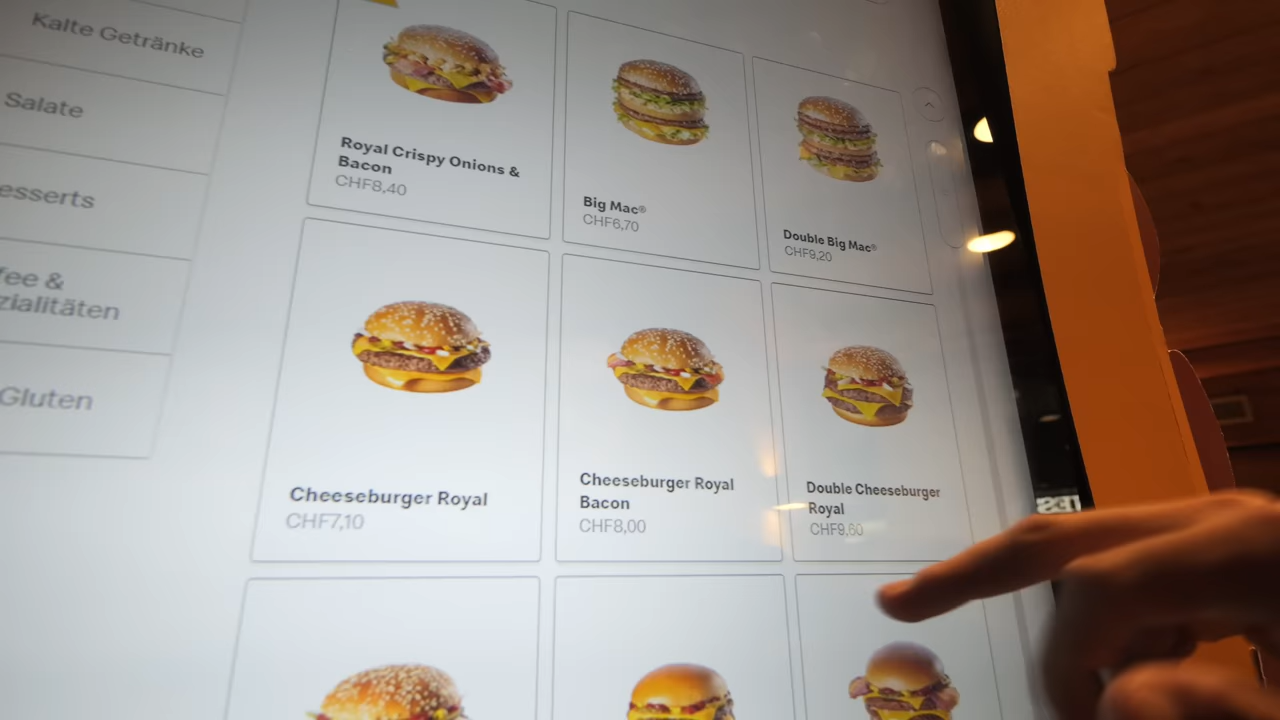 Kalte Getränke
Salate
esserts
fee &
zialitäten
Gluten
Royal Crispy Onions &
Bacon
CHF8,40
Big Mac®
CHF6,70
Double Big Mac®
CHF9,20
Cheeseburger Royal
CHF7,10
Cheeseburger Royal
Bacon
CHF8,00
Double Cheeseburger
Royal
CHF9,60